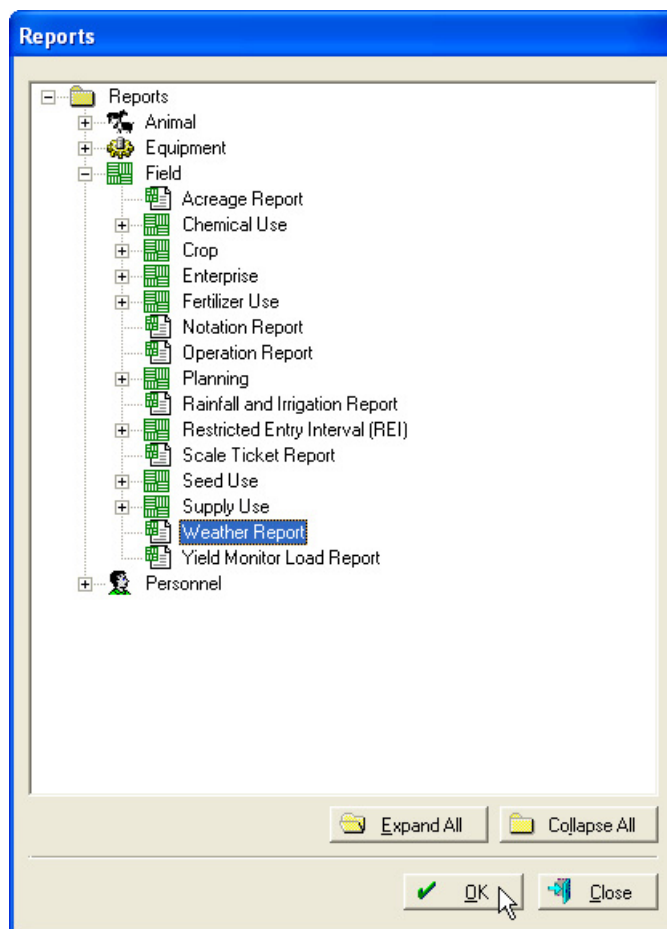 Reports
Reports
Animal
Equipment
Field
Acreage Report
Chemical Use
Crop
Enterprise
Fertilizer Use
Notation Report
Operation Report
Planning
Rainfall and Irrigation Report
Restricted Entry Interval (REI)
Scale Ticket Report
Seed Use
Supply Use
Weather Report
Yield Monitor Load Report
Personnel
Expand All Collapse All
OK Close